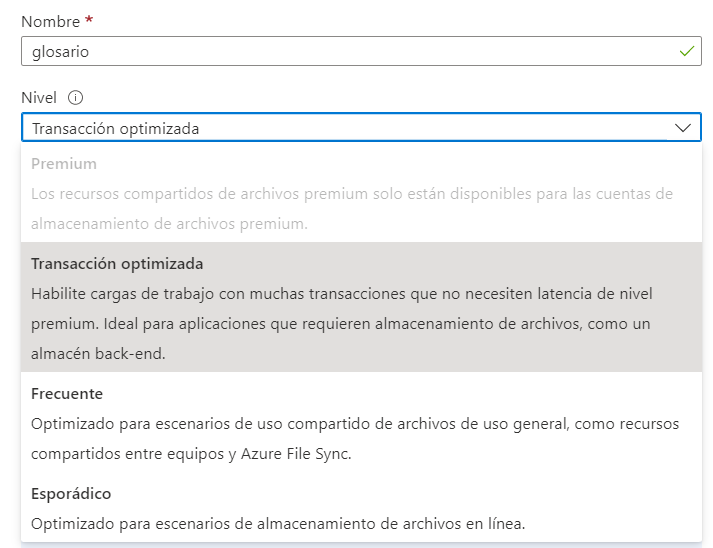 Nombre *
glosario
Nivel
Transacción optimizada
Premium
Los recursos compartidos de archivos premium solo están disponibles para las cuentas de
almacenamiento de archivos premium.
Transacción optimizada
Habilite cargas de trabajo con muchas transacciones que no necesiten latencia de nivel
premium. Ideal para aplicaciones que requieren almacenamiento de archivos, como un
almacén back-end.
Frecuente
Optimizado para escenarios de uso compartido de archivos de uso general, como recursos
compartidos entre equipos y Azure File Sync.
Esporádico
Optimizado para escenarios de almacenamiento de archivos en línea.